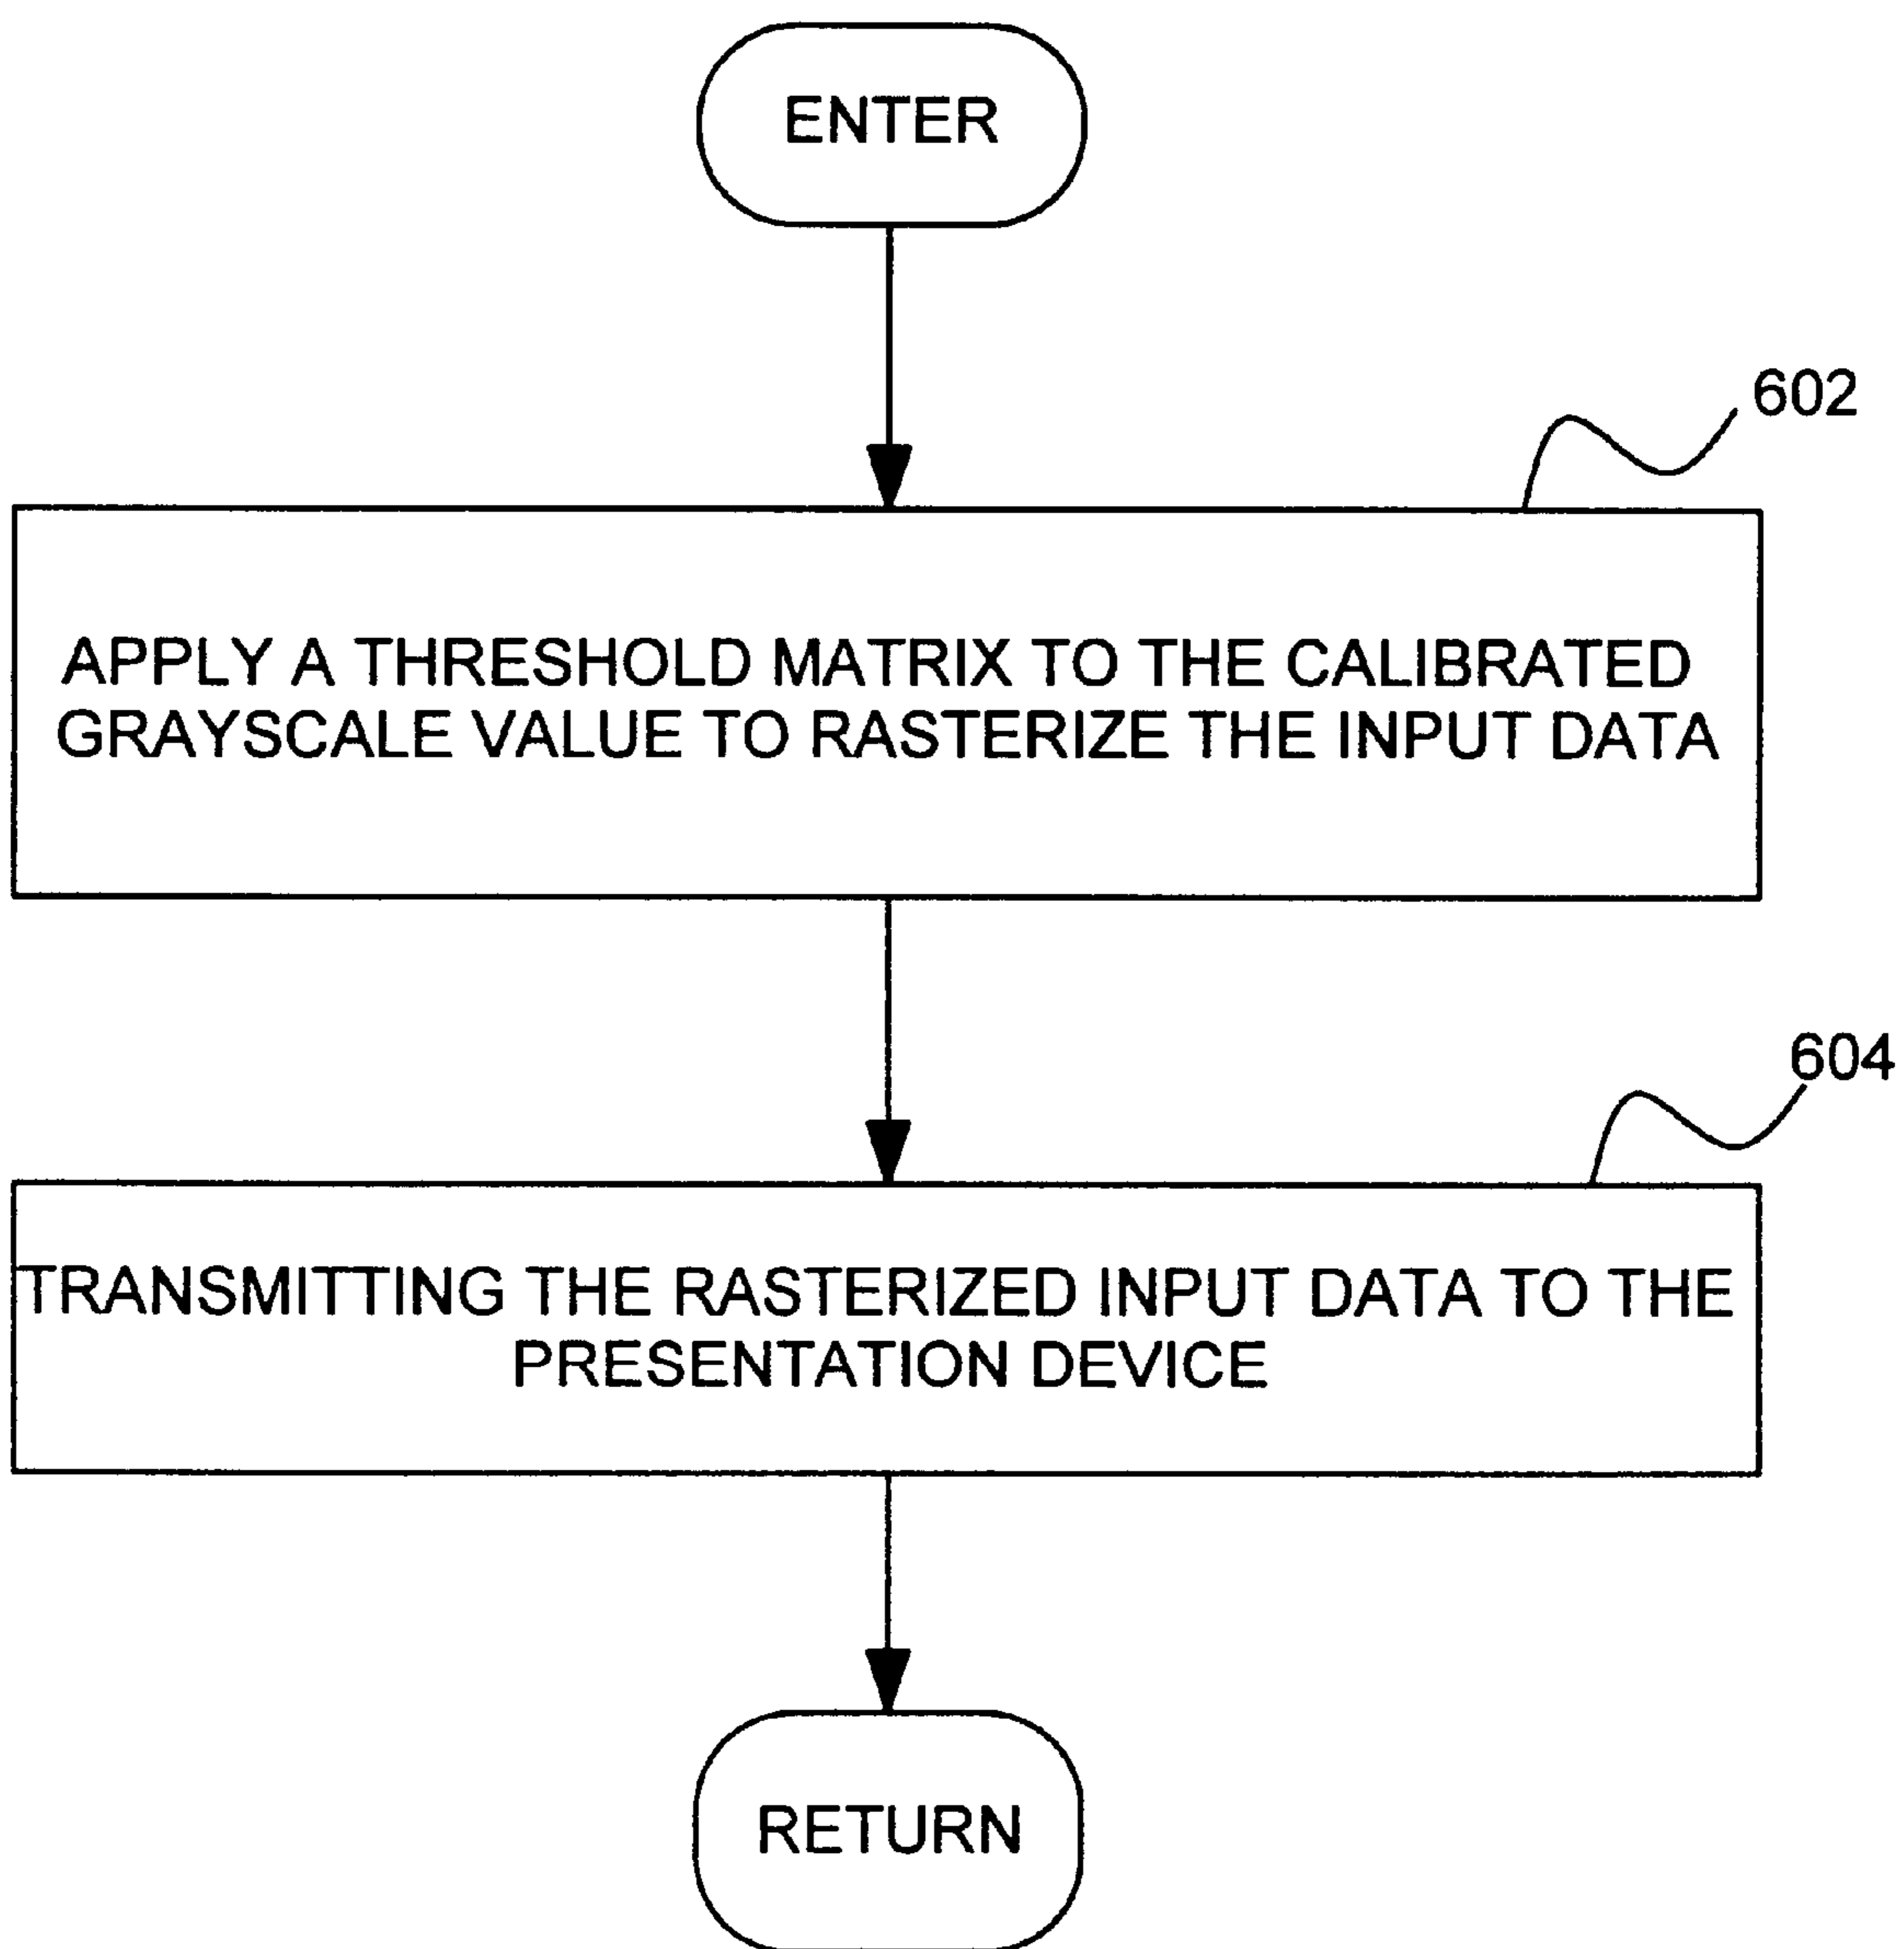 ENTER
602
APPLY A THRESHOLD MATRIX TO THE CALIBRATED
GRAYSCALE VALUE TO RASTERIZE THE INPUT DATA
604
TRANSMITTING THE RASTERIZED INPUT DATA TO THE
PRESENTATION DEVICE
RETURN